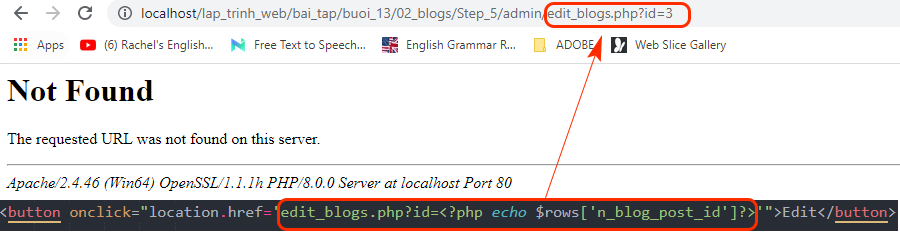 localhost/lap_trinh_web/bai_tap/buoi_13/02_blogs/Step_5/admin/edit_blogs.php?id=3
Apps (6) Rachel's English... Free Text to Speech... English Grammar R... ADOBE Web Slice Gallery
Not Found
The requested URL was not found on this server.
Apache/2.4.46 (Win64) OpenSSL/1.1.1h PHP/8.0.0 Server at localhost Port 80
<button onclick="location.href='edit_blogs.php?id=<?php echo $rows['n_blog_post_id']?>'">Edit</button>